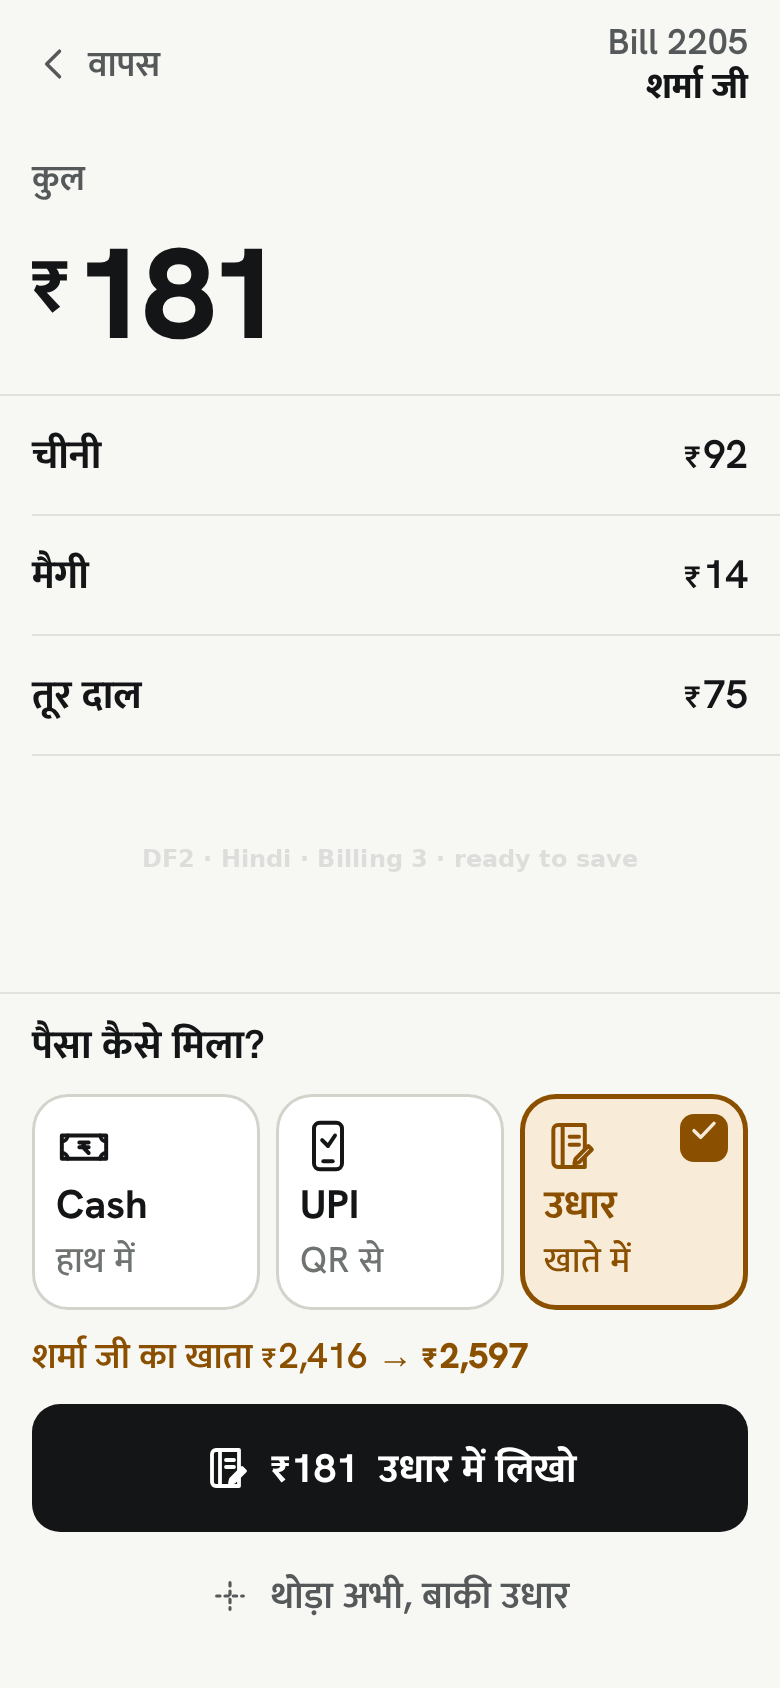 वापस
Bill 2205
शर्मा जी
कुल
₹181
चीनी ₹92
मैगी ₹14
तूर दाल ₹75
DF2 · Hindi · Billing 3 · ready to save
पैसा कैसे मिला?
Cash
हाथ में
UPI
QR से
उधार
खाते में
शर्मा जी का खाता ₹2,416 → ₹2,597
₹181 उधार में लिखो
थोड़ा अभी, बाकी उधार